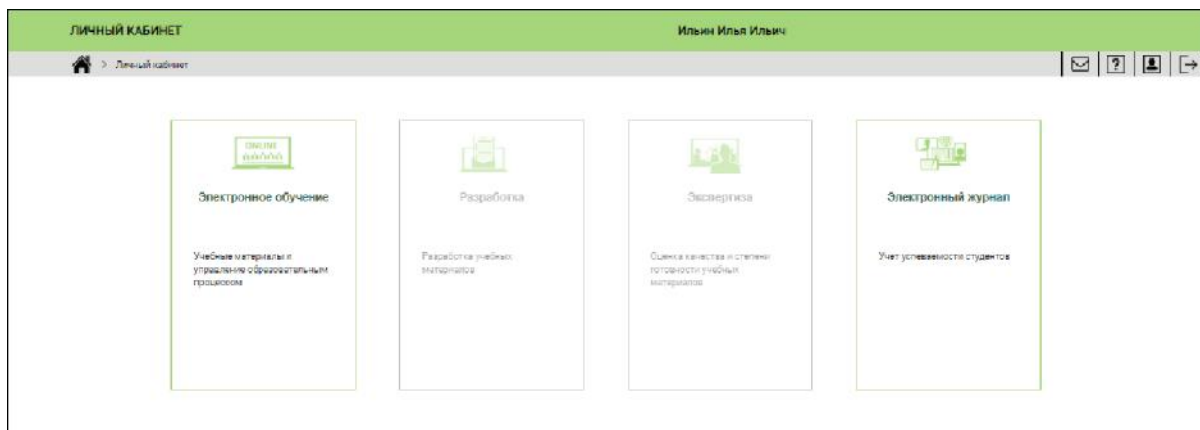 ЛИЧНЫЙ КАБИНЕТ
Ильин Илья Ильич
> Личный кабинет
?
ONLINE
Электронное обучение
Учебные материалы и
управление образовательным
процессом
Разработка
Разработка учебных
материалов
Экспертиза
Оценка качества и степени
готовности учебных
материалов
Электронный журнал
Учет успеваемости студентов